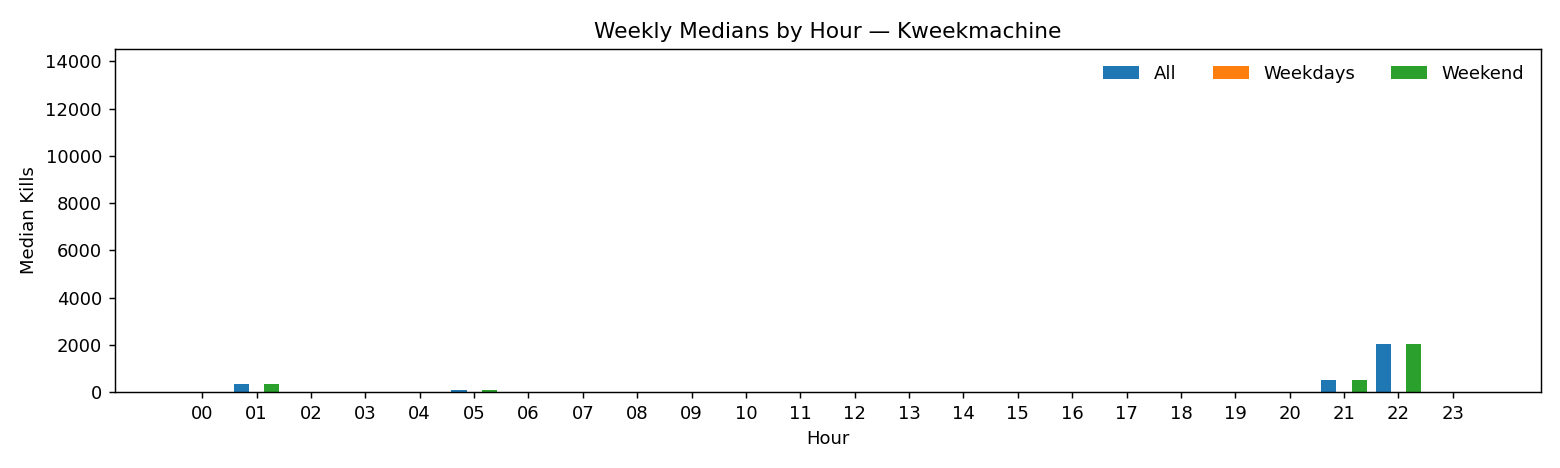 Weekly Medians by Hour — Kweekmachine
All Weekdays Weekend
Median Kills
14000
12000
10000
8000
6000
4000
2000
0
00 01 02 03 04 05 06 07 08 09 10 11 12 13 14 15 16 17 18 19 20 21 22 23
Hour